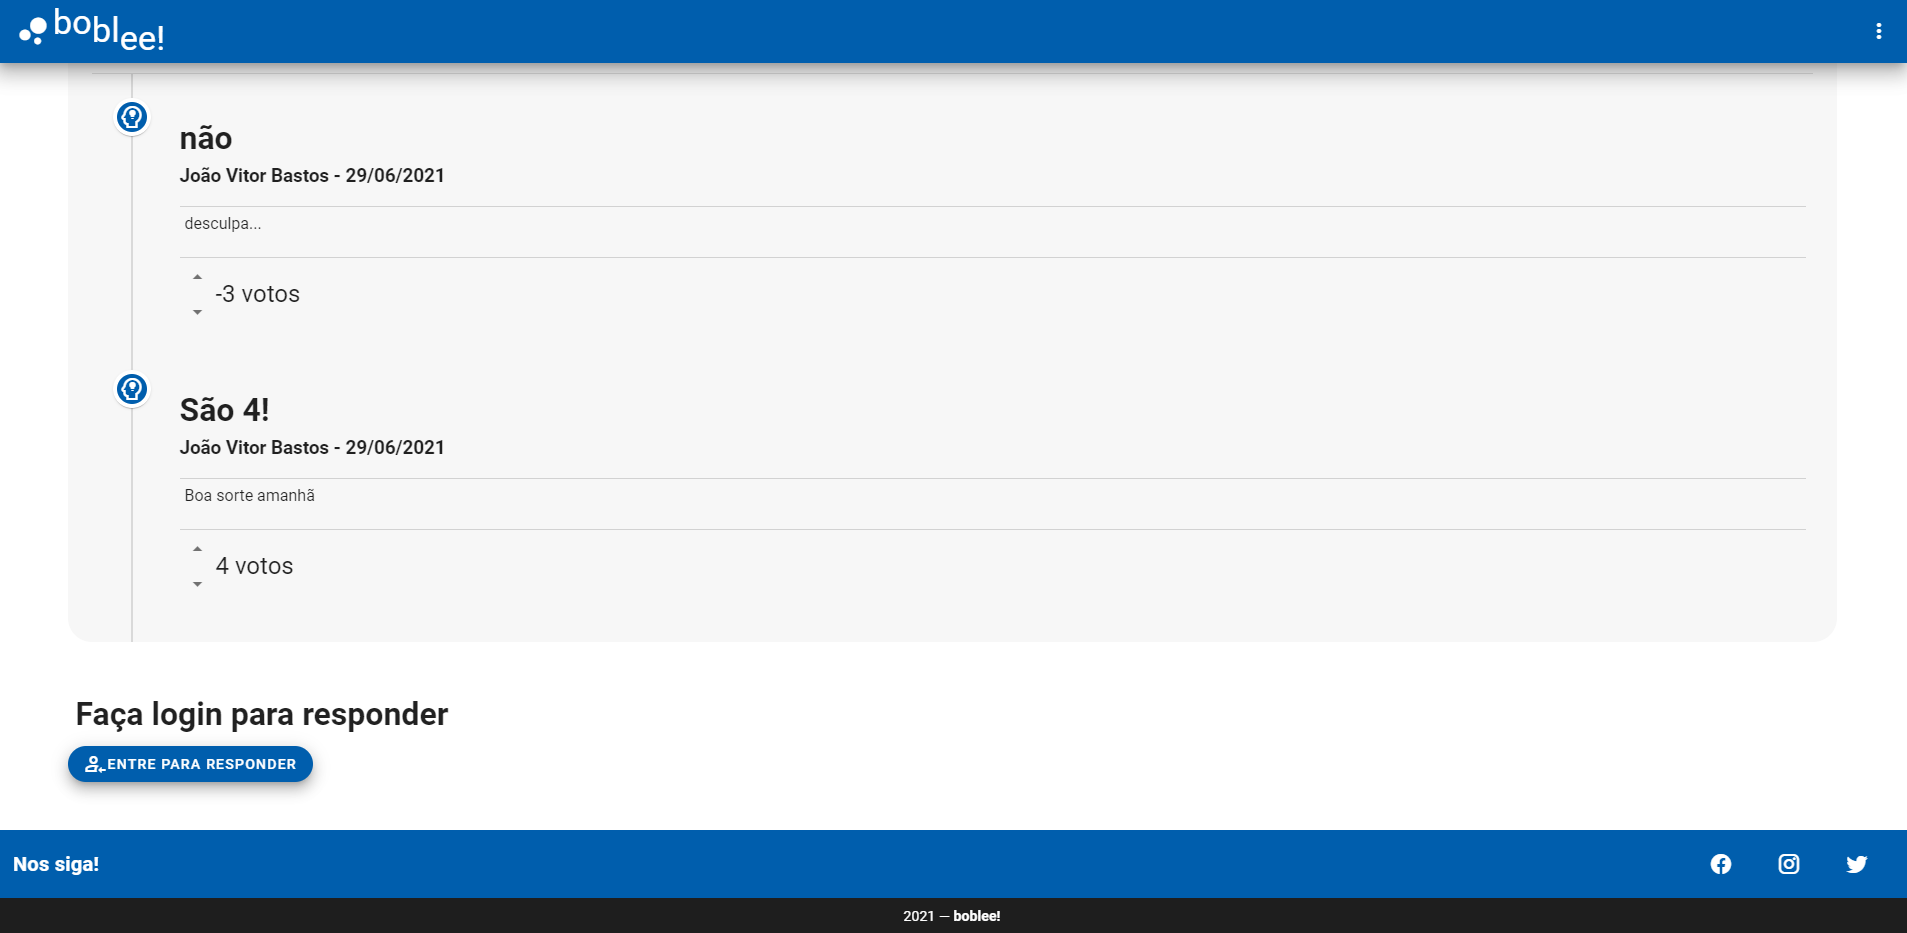 boblee!
não
João Vitor Bastos - 29/06/2021
desculpa...
-3 votos
São 4!
João Vitor Bastos - 29/06/2021
Boa sorte amanhã
4 votos
Faça login para responder
ENTRE PARA RESPONDER
Nos siga!
2021 — boblee!